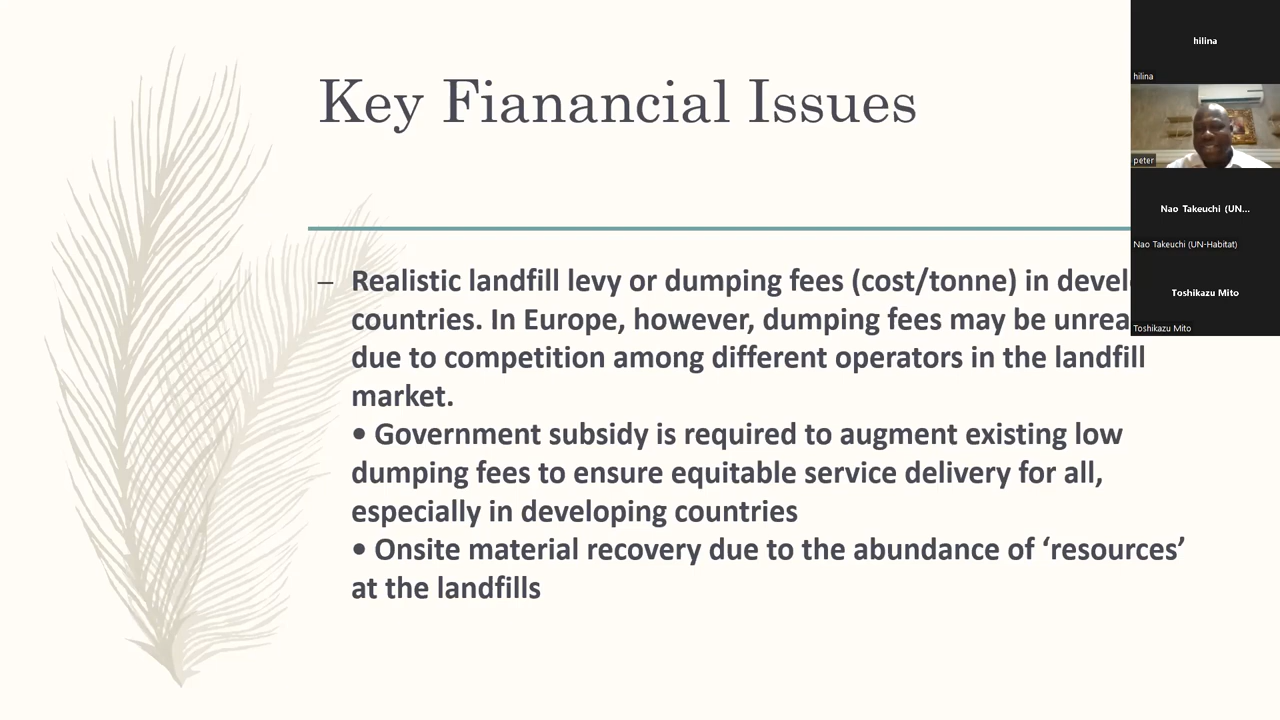 Key Fianancial Issues
– Realistic landfill levy or dumping fees (cost/tonne) in
countries. In Europe, however, dumping fees may be
due to competition among different operators in the landfill
market.
• Government subsidy is required to augment existing low
dumping fees to ensure equitable service delivery for all,
especially in developing countries
• Onsite material recovery due to the abundance of ‘resources’
at the landfills
hilina
hilina
peter
Nao Takeuchi (UN...
Nao Takeuchi (UN-Habitat)
Toshikazu Mito
Toshikazu Mito